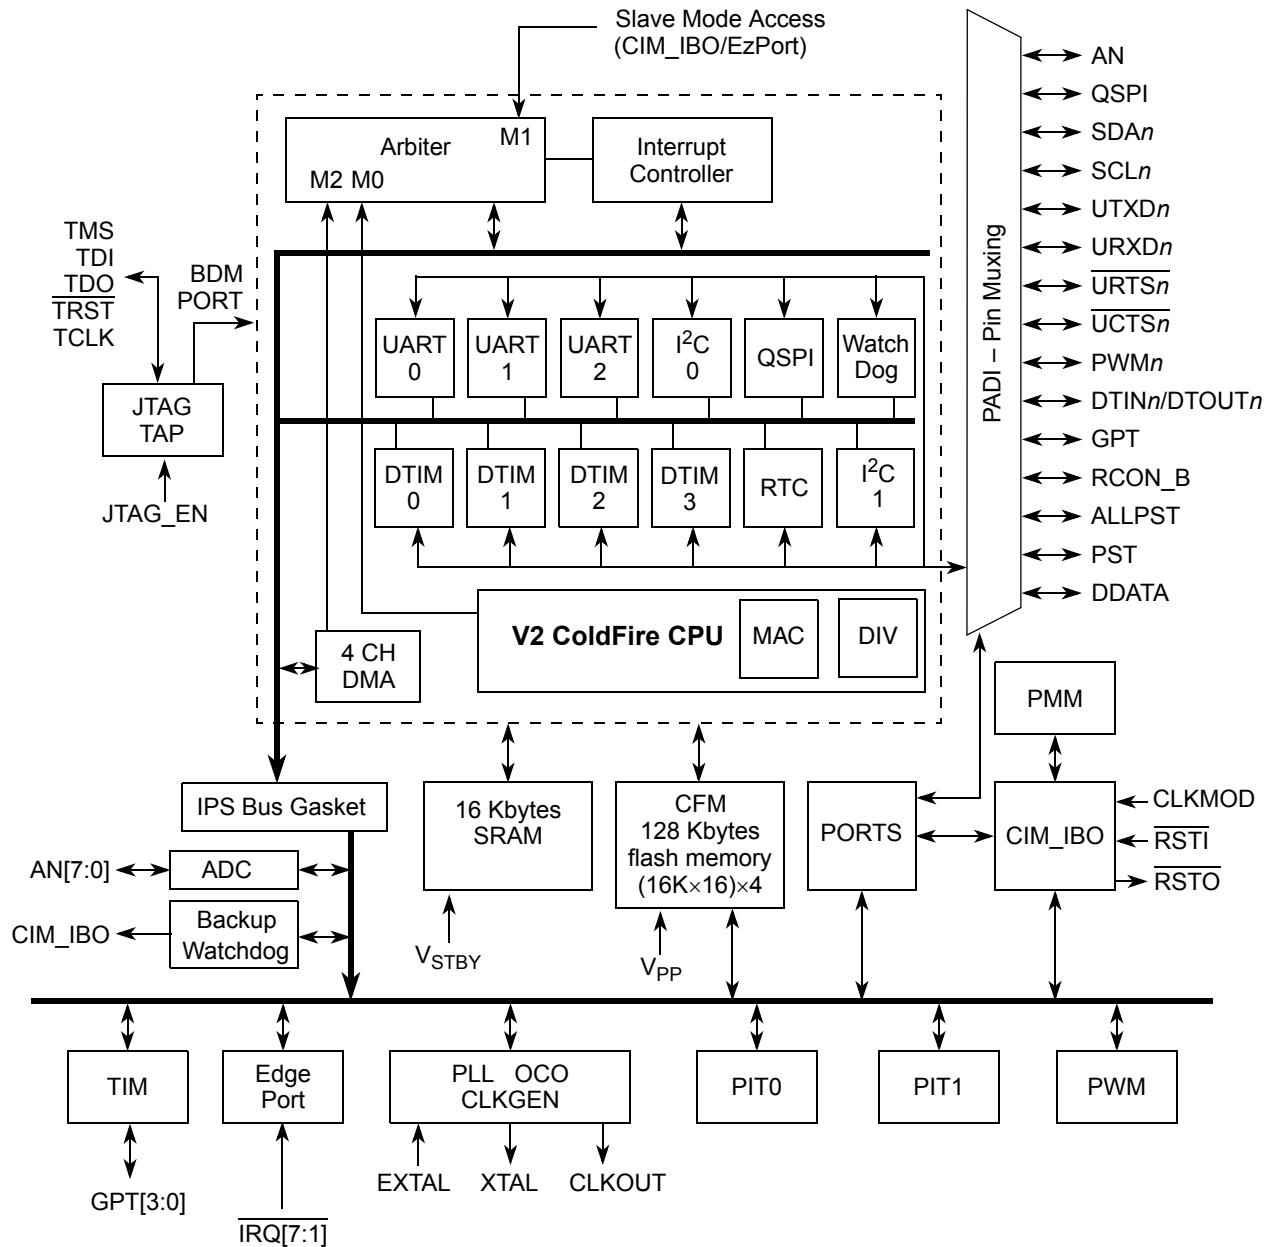 Slave Mode Access
(CIM_IBO/EzPort)
Arbiter
M1
M2 M0
Interrupt
Controller
TMS
TDI
TDO
TRST
TCLK
BDM
PORT
JTAG
TAP
JTAG_EN
UART
0
UART
1
UART
2
I²C
0
QSPI
Watch
Dog
DTIM
0
DTIM
1
DTIM
2
DTIM
3
RTC
I²C
1
V2 ColdFire CPU
MAC
DIV
4 CH
DMA
PADI – Pin Muxing
AN
QSPI
SDAn
SCLn
UTXDn
URXDn
URTSn
UCTSn
PWMn
DTINn/DTOUTn
GPT
RCON_B
ALLPST
PST
DDATA
PMM
IPS Bus Gasket
16 Kbytes
SRAM
CFM
128 Kbytes
flash memory
(16K×16)×4
PORTS
CIM_IBO
CLKMOD
RSTI
RSTO
AN[7:0]
ADC
CIM_IBO
Backup
Watchdog
VSTBY
VPP
TIM
Edge
Port
PLL OCO
CLKGEN
PIT0
PIT1
PWM
GPT[3:0]
IRQ[7:1]
EXTAL
XTAL
CLKOUT